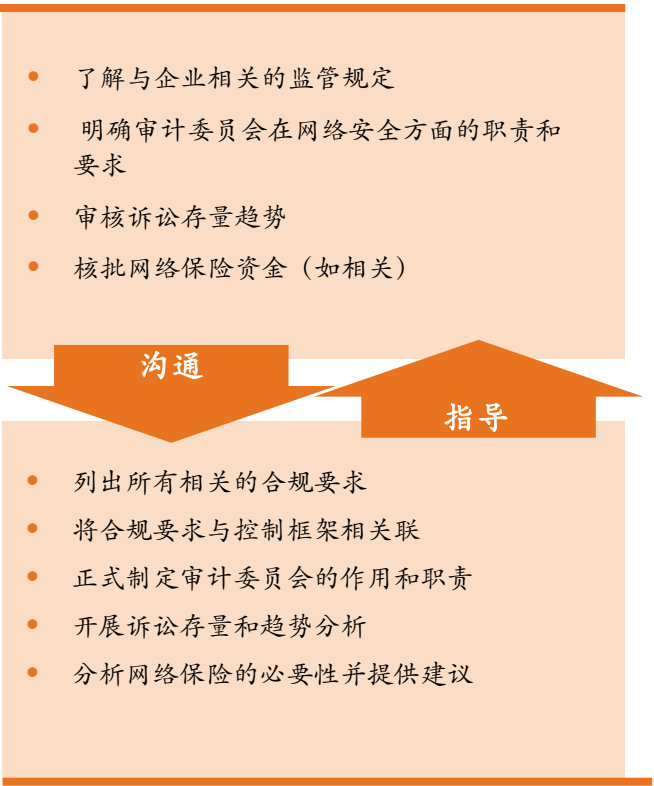 • 了解与企业相关的监管规定
• 明确审计委员会在网络安全方面的职责和
要求
• 审核诉讼存量趋势
• 核批网络保险资金（如相关）
沟通
指导
• 列出所有相关的合规要求
• 将合规要求与控制框架相关联
• 正式制定审计委员会的作用和职责
• 开展诉讼存量和趋势分析
• 分析网络保险的必要性并提供建议